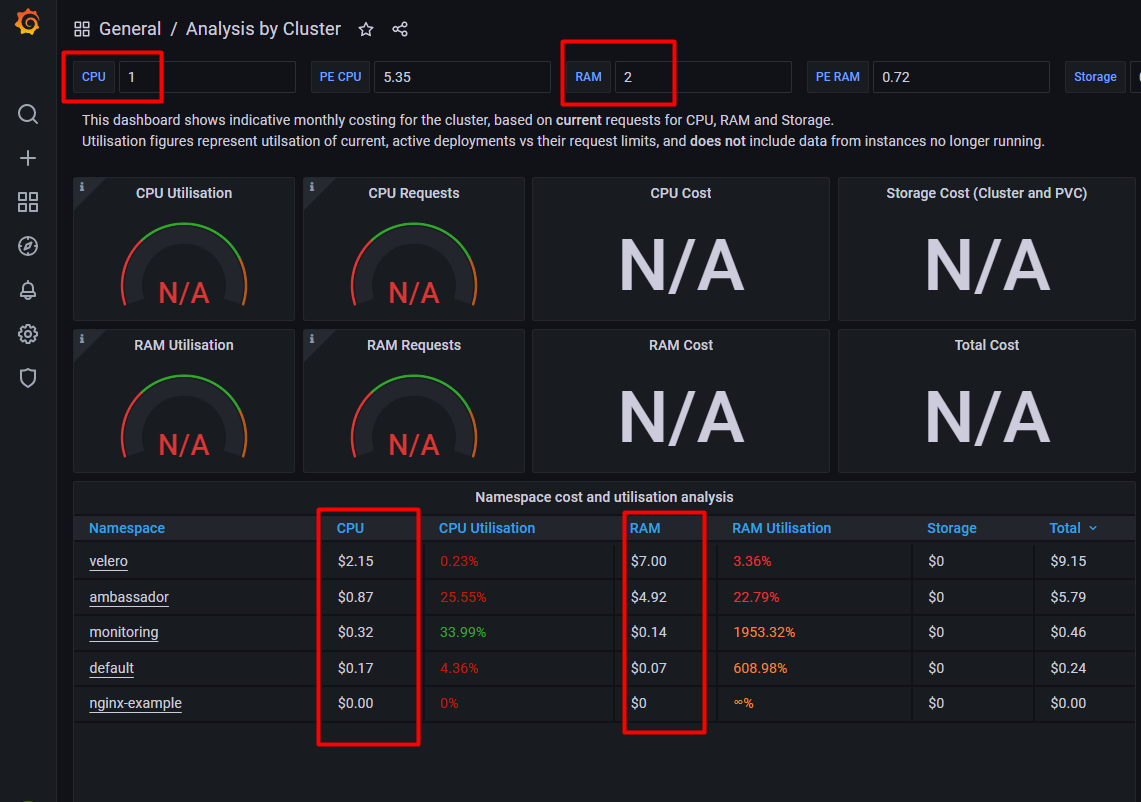 General / Analysis by Cluster
CPU 1 PE CPU 5.35 RAM 2 PE RAM 0.72 Storage
This dashboard shows indicative monthly costing for the cluster, based on current requests for CPU, RAM and Storage.
Utilisation figures represent utilsation of current, active deployments vs their request limits, and does not include data from instances no longer running.
CPU Utilisation CPU Requests CPU Cost Storage Cost (Cluster and PVC)
N/A N/A N/A N/A
RAM Utilisation RAM Requests RAM Cost Total Cost
N/A N/A N/A N/A
Namespace cost and utilisation analysis
Namespace CPU CPU Utilisation RAM RAM Utilisation Storage Total
velero $2.15 0.23% $7.00 3.36% $0 $9.15
ambassador $0.87 25.55% $4.92 22.79% $0 $5.79
monitoring $0.32 33.99% $0.14 1953.32% $0 $0.46
default $0.17 4.36% $0.07 608.98% $0 $0.24
nginx-example $0.00 0% $0 ∞% $0 $0.00